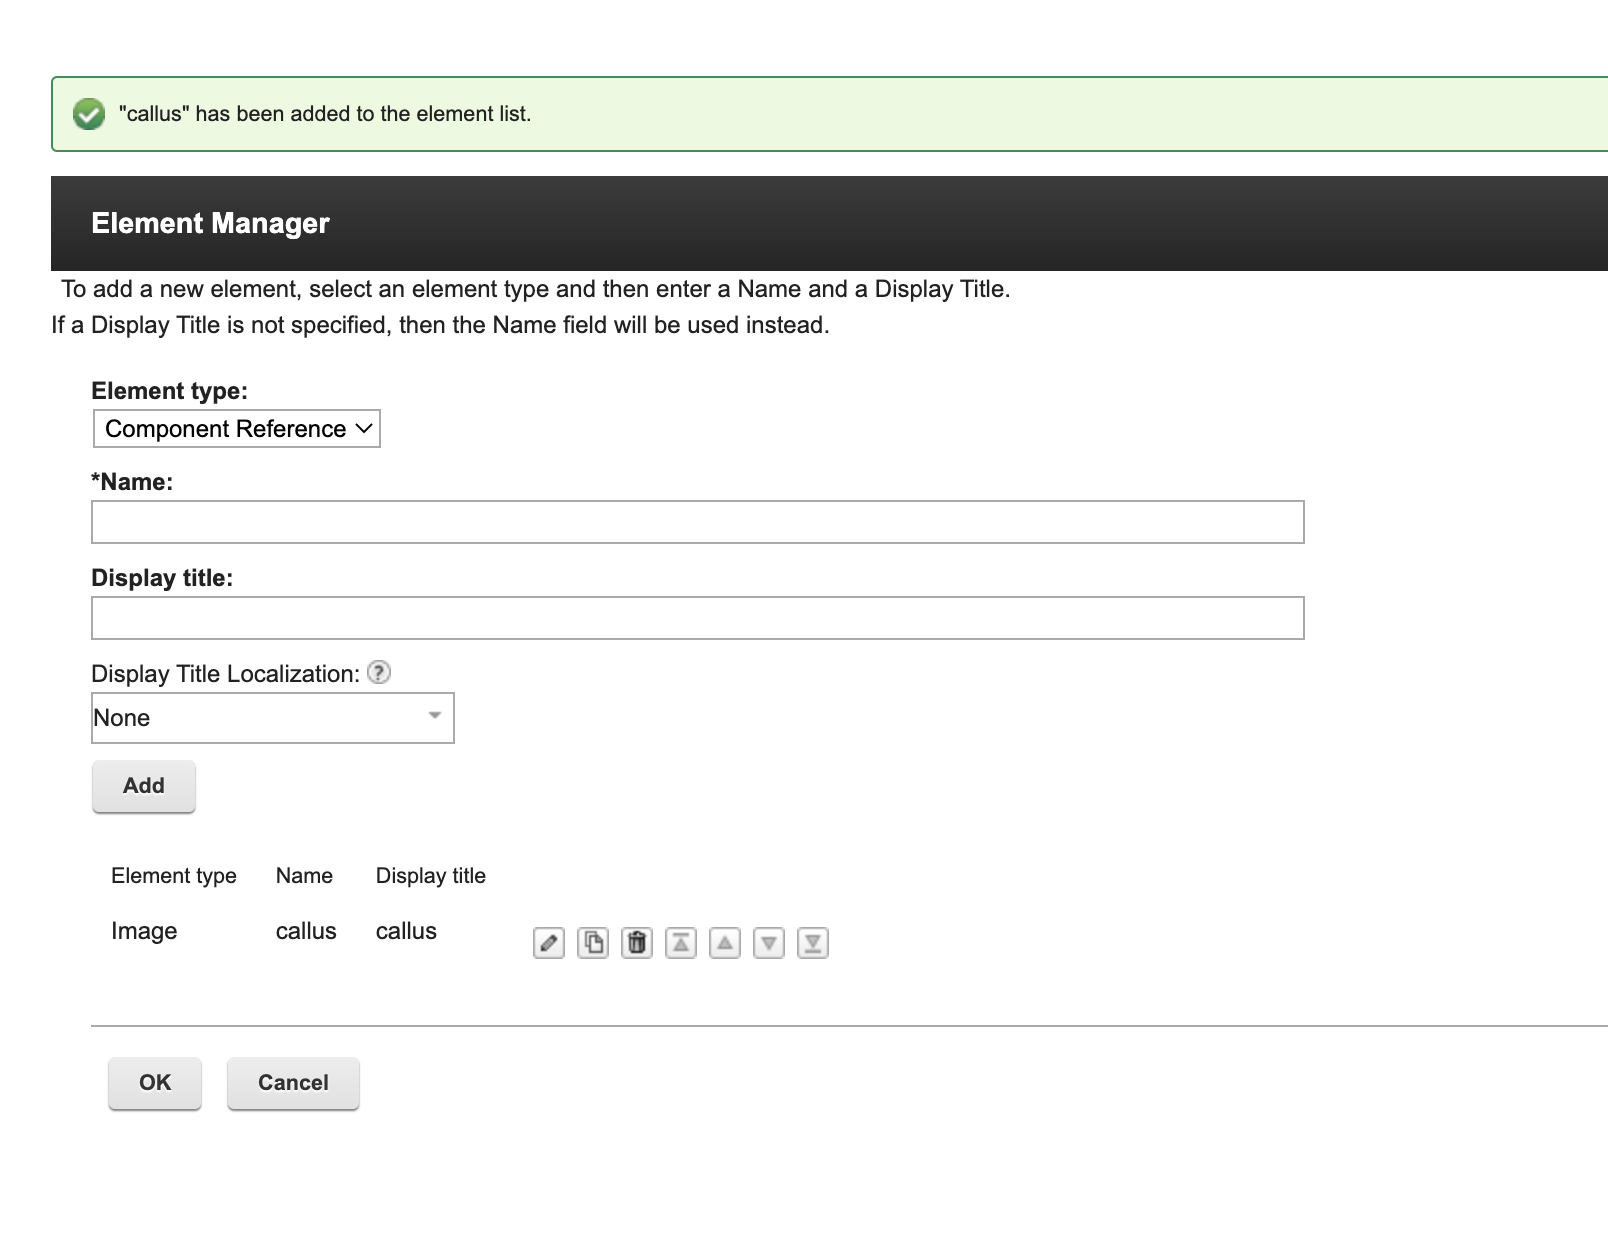 "callus" has been added to the element list.
Element Manager
To add a new element, select an element type and then enter a Name and a Display Title.
If a Display Title is not specified, then the Name field will be used instead.
Element type:
Component Reference
*Name:
Display title:
Display Title Localization: ?
None
Add
Element type Name Display title
Image callus callus
OK Cancel